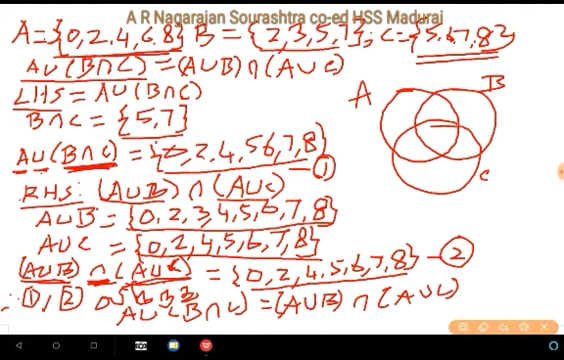 A R Nagarajan Sourashtra co-ed HSS Madurai
A={0,2,4,6,8} B={2,3,5,7}; C={5,6,7,8}
A∪(B∩C)=(A∪B)∩(A∪C)
LHS=A∪(B∩C)
B∩C={5,7}
A∪(B∩C)={0,2,4,5 6,7,8} ①
RHS: (A∪B)∩(A∪C)
A∪B={0,2,3,4,5,6,7,8}
A∪C={0,2,4,5,6,7,8}
(A∪B)∩(A∪C)={0,2,4,5,6,7,8} ②
∴ ①,②
A∪(B∩C)=(A∪B)∩(A∪C)
A
B
C